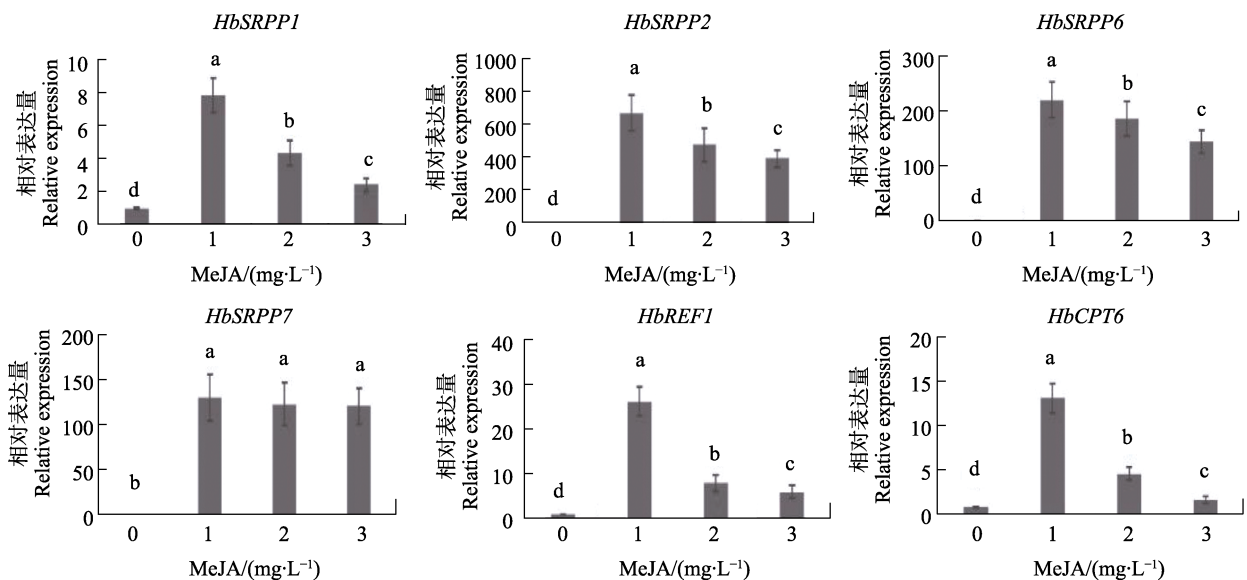 HbSRPP1
相对表达量
Relative expression
10
8
6
4
2
0
d
a
b
c
0 1 2 3
MeJA/(mg·L⁻¹)
HbSRPP2
相对表达量
Relative expression
1000
800
600
400
200
0
d
a
b
c
0 1 2 3
MeJA/(mg·L⁻¹)
HbSRPP6
相对表达量
Relative expression
300
200
100
0
d
a
b
c
0 1 2 3
MeJA/(mg·L⁻¹)
HbSRPP7
相对表达量
Relative expression
200
150
100
50
0
b
a
a
a
0 1 2 3
MeJA/(mg·L⁻¹)
HbREF1
相对表达量
Relative expression
40
30
20
10
0
d
a
b
c
0 1 2 3
MeJA/(mg·L⁻¹)
HbCPT6
相对表达量
Relative expression
20
15
10
5
0
d
a
b
c
0 1 2 3
MeJA/(mg·L⁻¹)